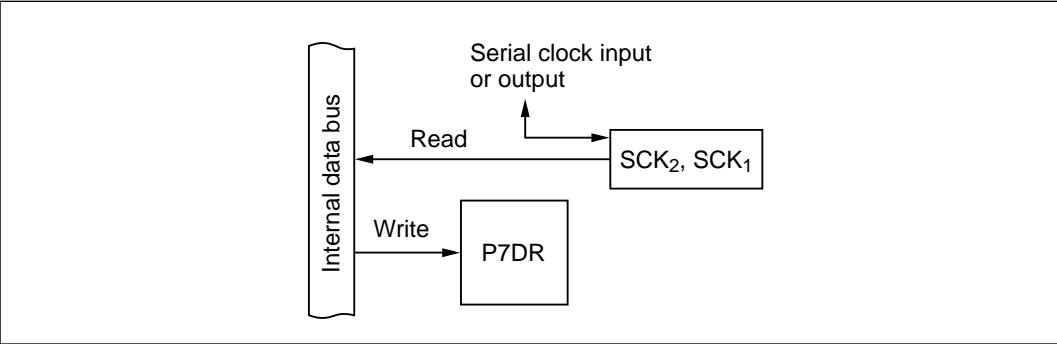 Serial clock input
or output
Internal data bus
Read
SCK₂, SCK₁
Write
P7DR